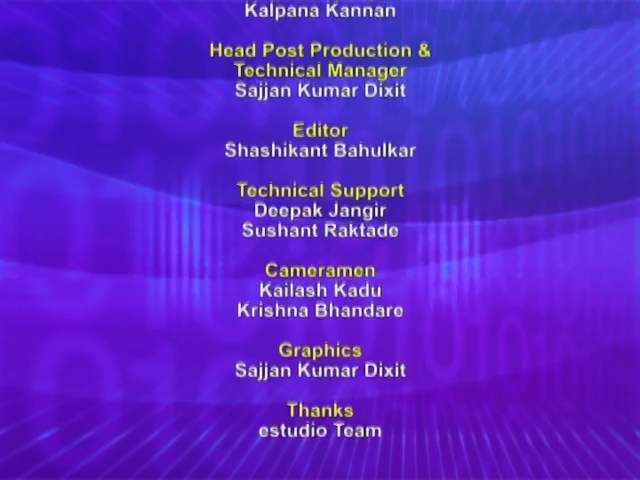 Kalpana Kannan
Head Post Production &
Technical Manager
Sajjan Kumar Dixit
Editor
Shashikant Bahulkar
Technical Support
Deepak Jangir
Sushant Raktade
Cameramen
Kailash Kadu
Krishna Bhandare
Graphics
Sajjan Kumar Dixit
Thanks
estudio Team